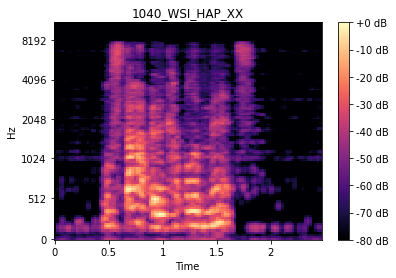 1040_WSI_HAP_XX
+0 dB
8192
-10 dB
4096
-20 dB
-30 dB
2048
Hz
-40 dB
1024
-50 dB
512
-60 dB
-70 dB
0
-80 dB
0 0.5 1 1.5 2
Time